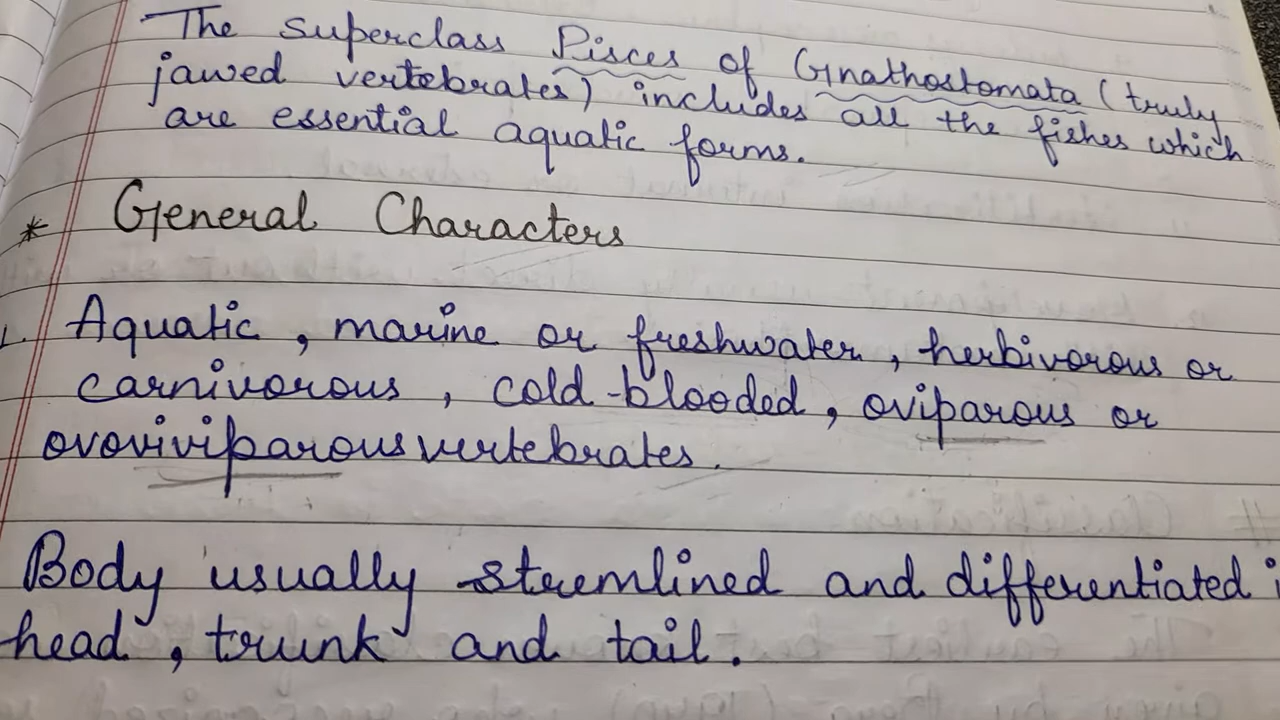 The superclass Pisces of Gnathostomata (truly
jawed vertebrates) includes all the fishes which
are essential aquatic forms.
* General Characters
1. Aquatic, marine or freshwater, herbivorous or
carnivorous, cold-blooded, oviparous or
ovoviviparous vertebrates.
Body usually stremlined and differentiated i
head, trunk and tail.